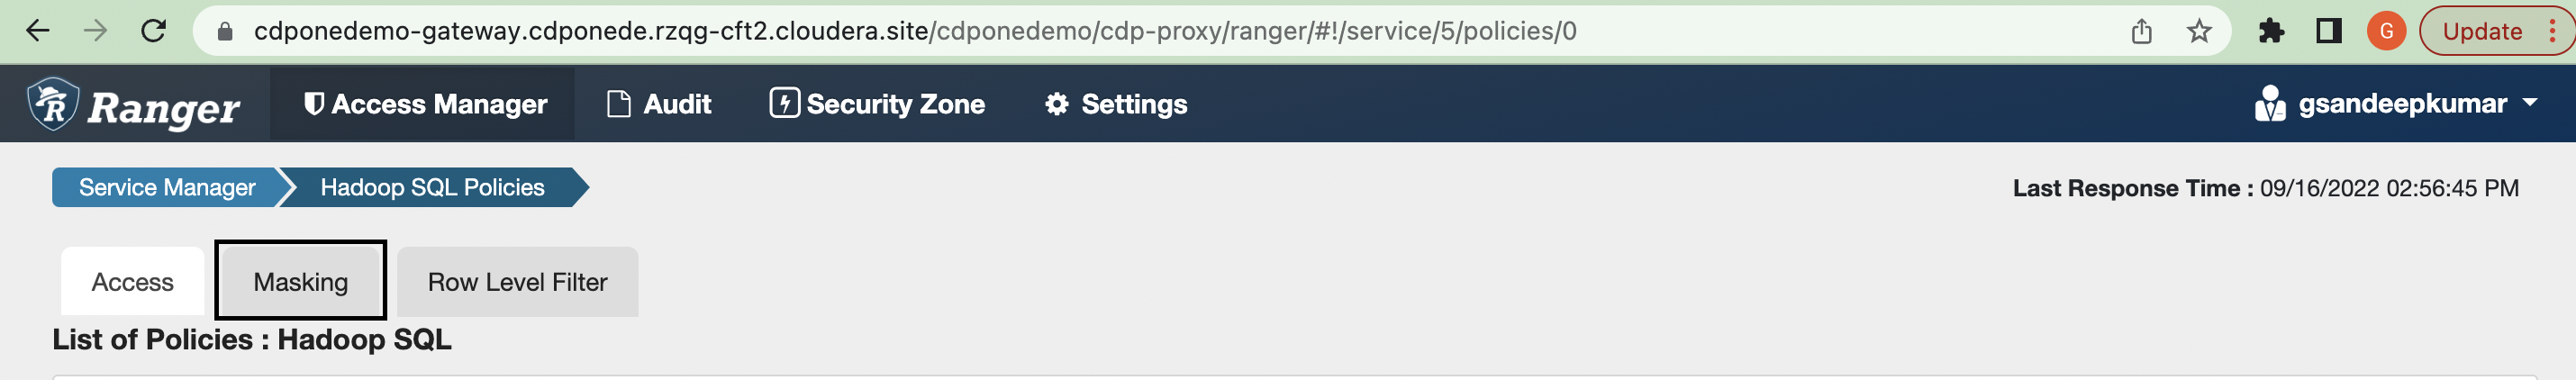 cdponedemo-gateway.cdponede.rzqg-cft2.cloudera.site/cdponedemo/cdp-proxy/ranger/#!/service/5/policies/0 G Update
R Ranger Access Manager Audit Security Zone Settings gsandeepkumar
Service Manager Hadoop SQL Policies Last Response Time : 09/16/2022 02:56:45 PM
Access Masking Row Level Filter
List of Policies : Hadoop SQL